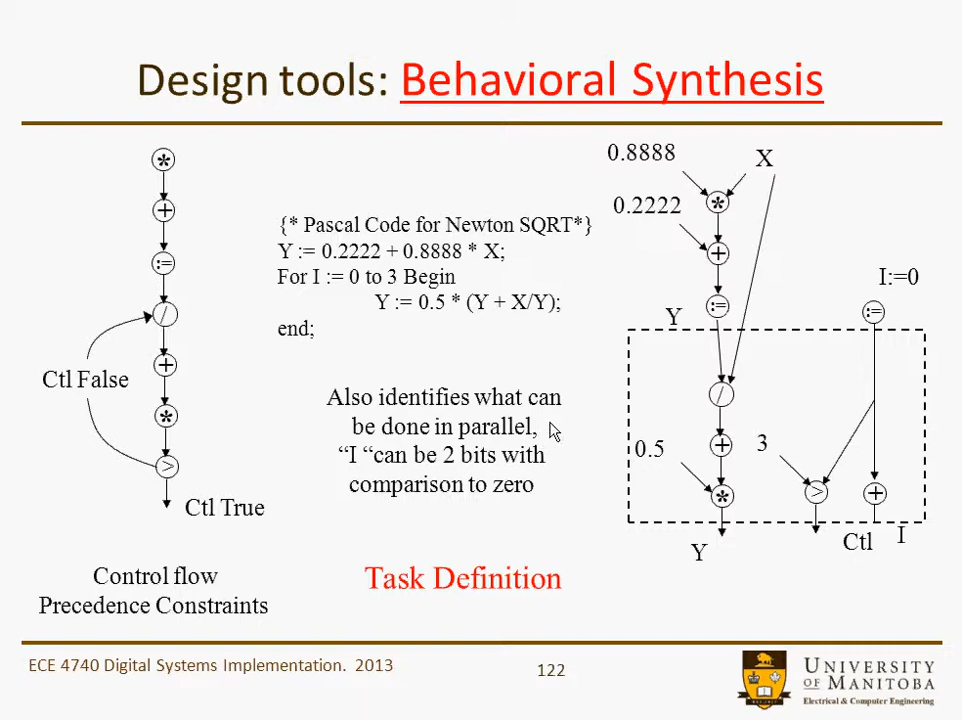 Design tools: Behavioral Synthesis
*
+
:=
/
+
*
>
Ctl False
Ctl True
Control flow
Precedence Constraints
{* Pascal Code for Newton SQRT*}
Y := 0.2222 + 0.8888 * X;
For I := 0 to 3 Begin
Y := 0.5 * (Y + X/Y);
end;
Also identifies what can
be done in parallel,
“I “can be 2 bits with
comparison to zero
Task Definition
0.8888
X
*
0.2222
+
:=
Y
I:=0
:=
/
+
0.5
*
3
>
+
Y
Ctl
I
ECE 4740 Digital Systems Implementation. 2013
122
UNIVERSITY
OF MANITOBA
Electrical & Computer Engineering